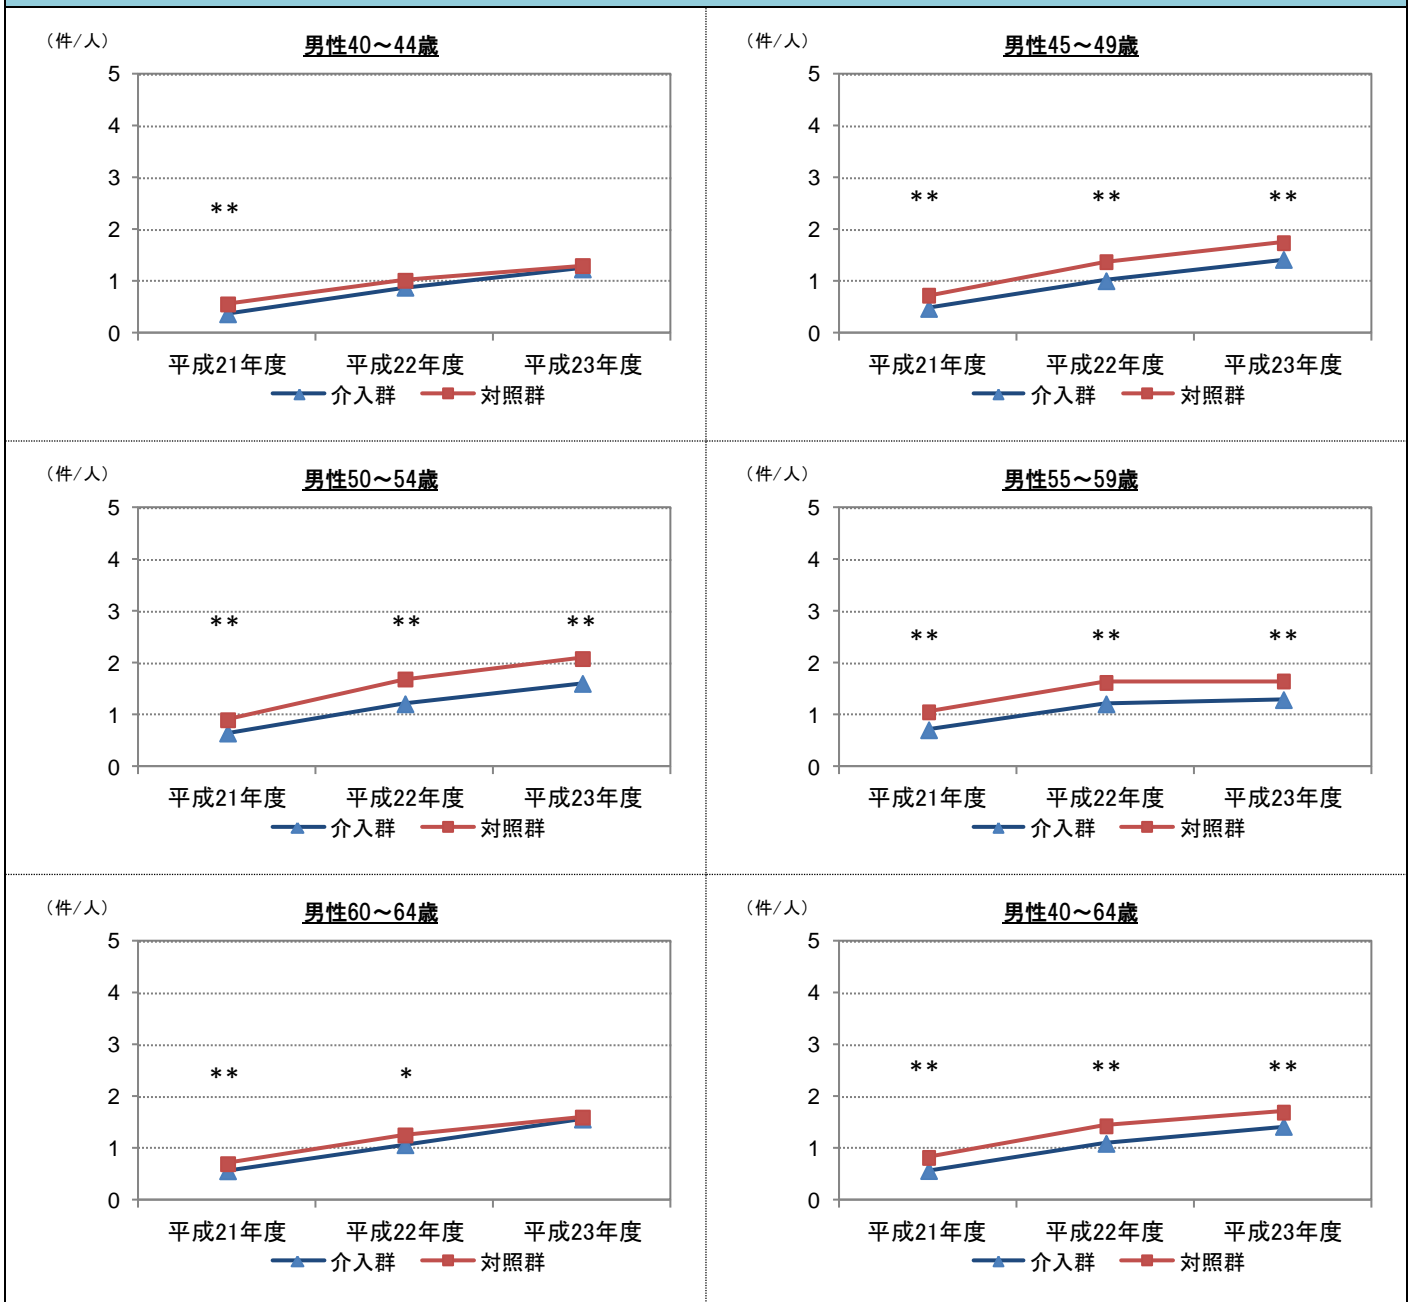 （件/人）
男性40～44歳
5
4
3
2
1
0
**
平成21年度 平成22年度 平成23年度
介入群 対照群
（件/人）
男性45～49歳
5
4
3
2
1
0
** ** **
平成21年度 平成22年度 平成23年度
介入群 対照群
（件/人）
男性50～54歳
5
4
3
2
1
0
** ** **
平成21年度 平成22年度 平成23年度
介入群 対照群
（件/人）
男性55～59歳
5
4
3
2
1
0
** ** **
平成21年度 平成22年度 平成23年度
介入群 対照群
（件/人）
男性60～64歳
5
4
3
2
1
0
** *
平成21年度 平成22年度 平成23年度
介入群 対照群
（件/人）
男性40～64歳
5
4
3
2
1
0
** ** **
平成21年度 平成22年度 平成23年度
介入群 対照群